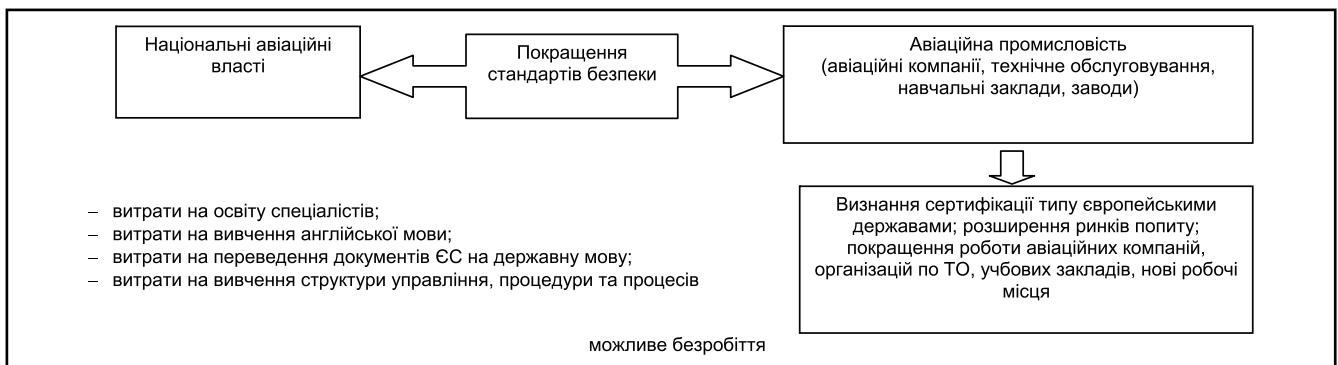 Національні авіаційні
власті
Покращення
стандартів безпеки
Авіаційна промисловість
(авіаційні компанії, технічне обслуговування,
навчальні заклади, заводи)
– витрати на освіту спеціалістів;
– витрати на вивчення англійської мови;
– витрати на переведення документів ЄС на державну мову;
– витрати на вивчення структури управління, процедури та процесів
Визнання сертифікації типу європейськими
державами; розширення ринків попиту;
покращення роботи авіаційних компаній,
організацій по ТО, учбових закладів, нові робочі
місця
можливе безробіття